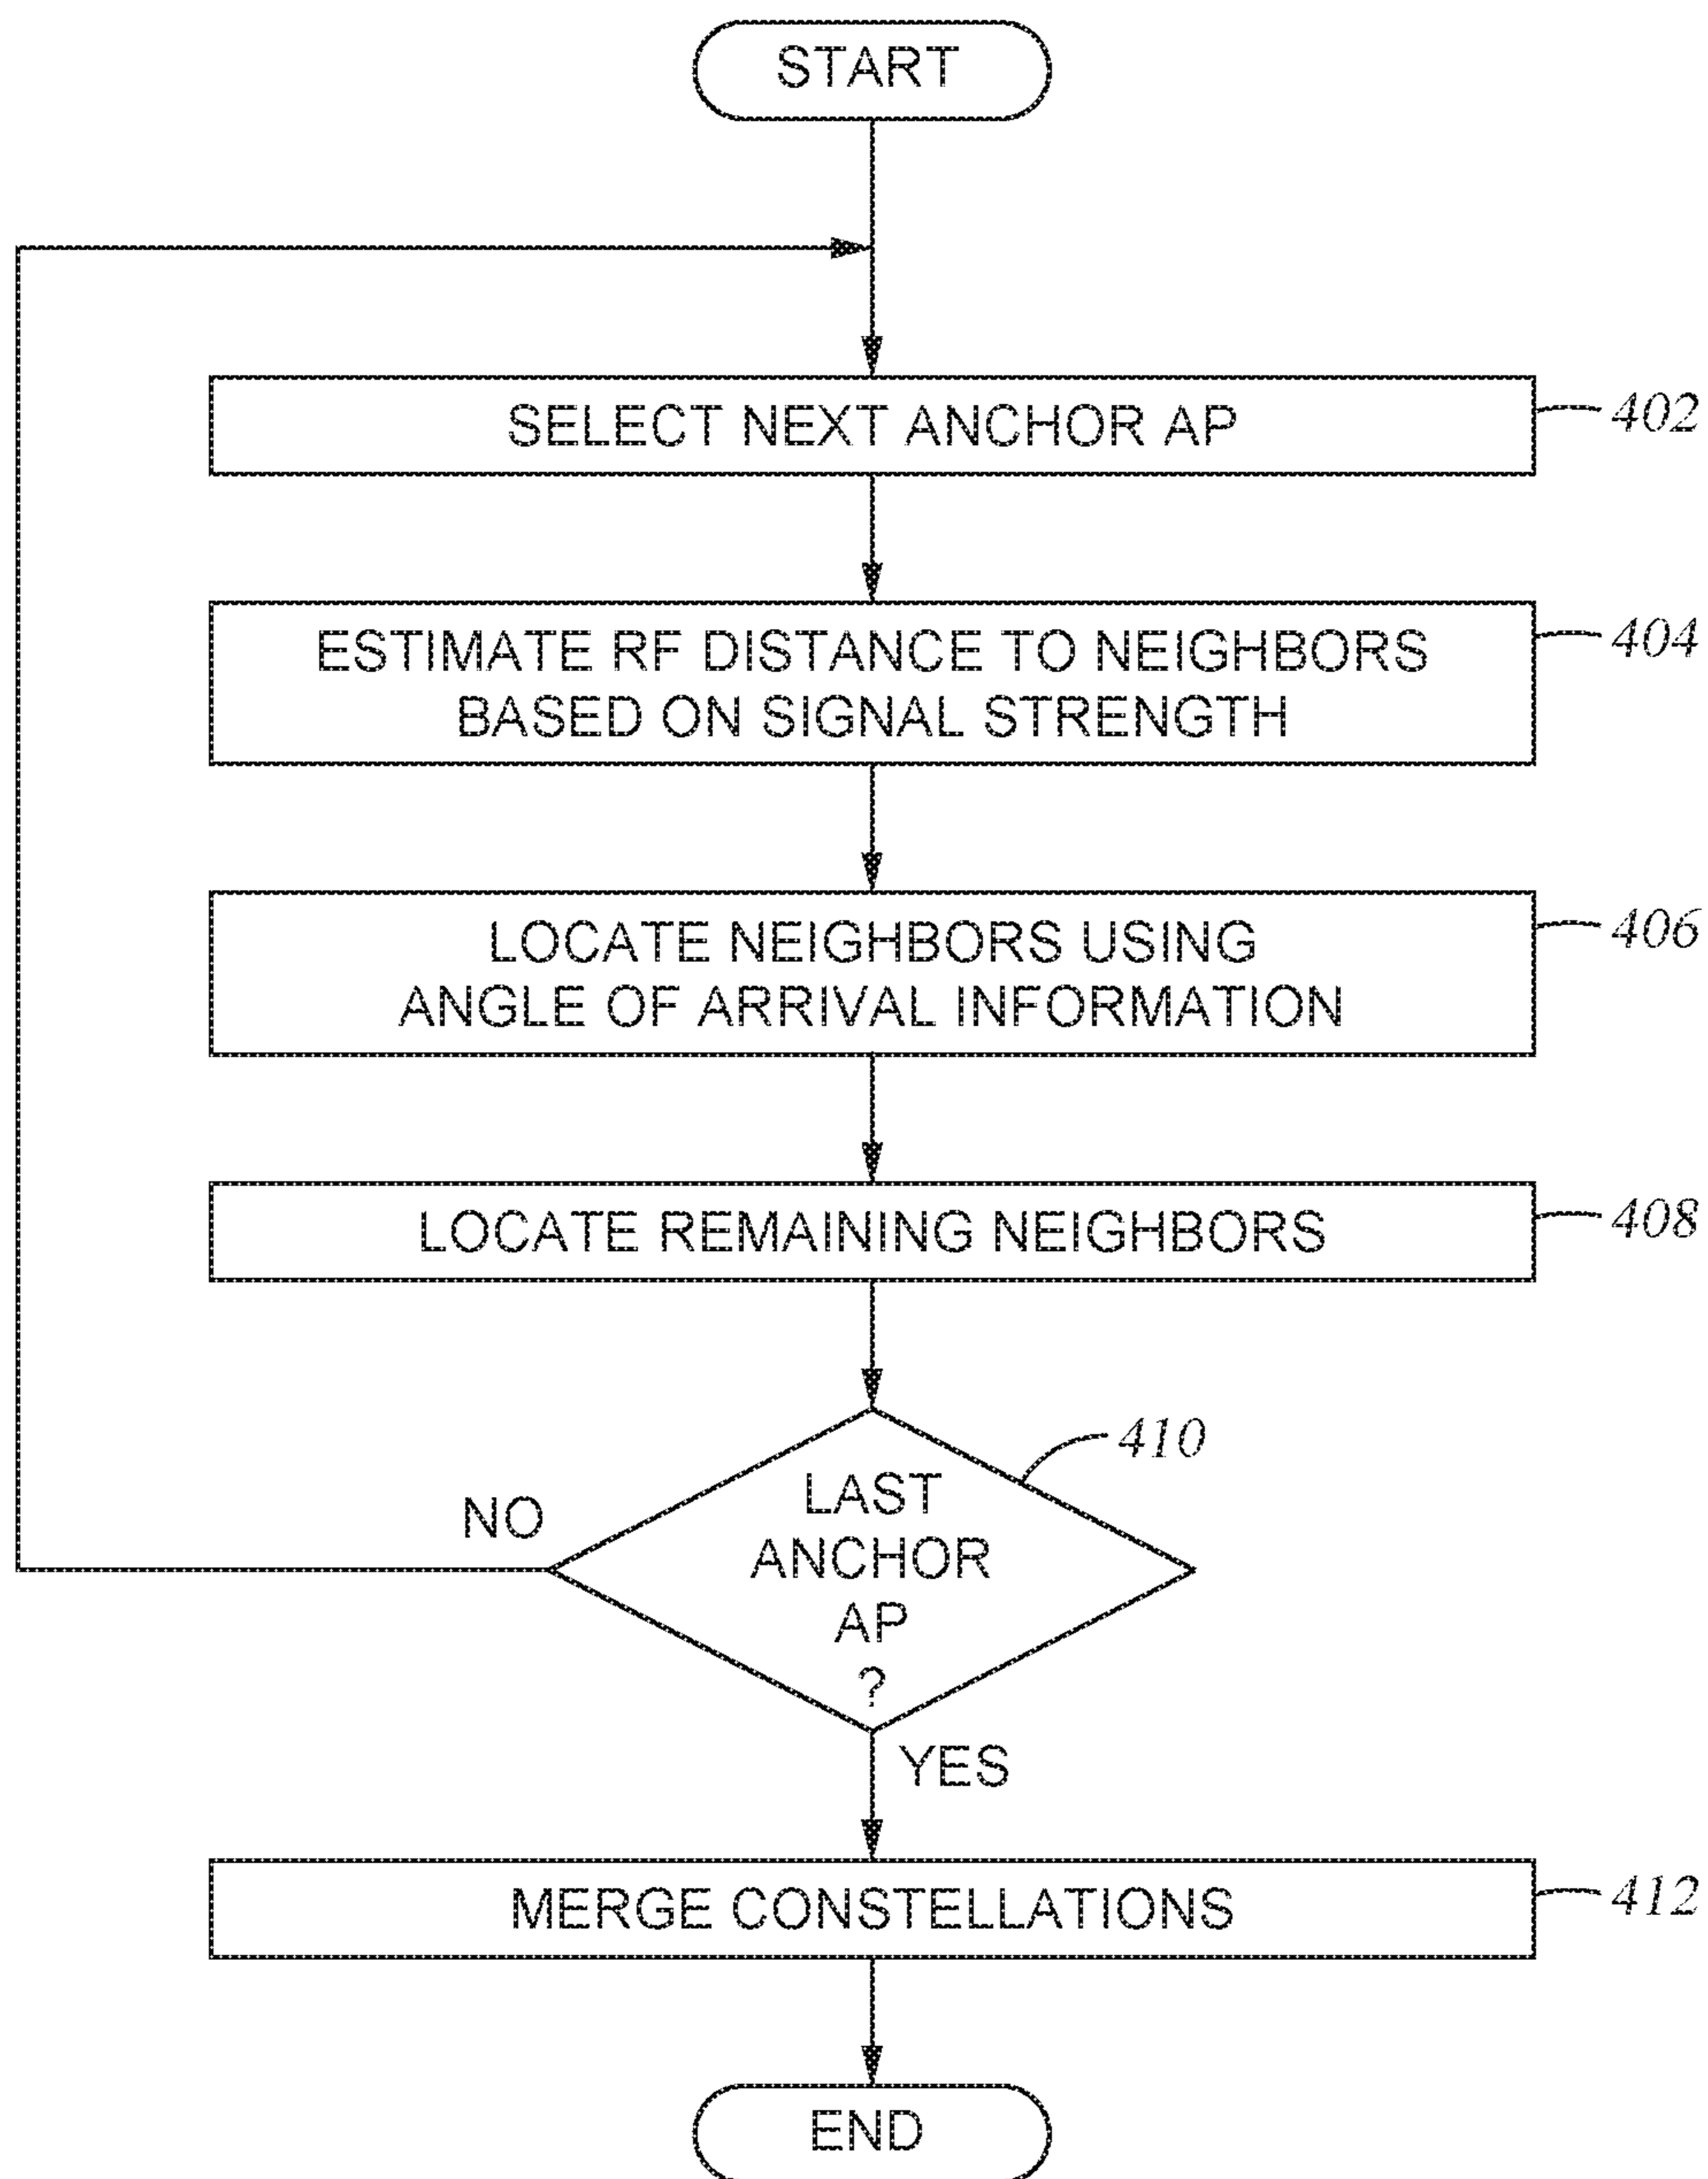 START
SELECT NEXT ANCHOR AP
402
ESTIMATE RF DISTANCE TO NEIGHBORS
BASED ON SIGNAL STRENGTH
404
LOCATE NEIGHBORS USING
ANGLE OF ARRIVAL INFORMATION
406
LOCATE REMAINING NEIGHBORS
408
410
LAST
ANCHOR
AP
?
NO
YES
MERGE CONSTELLATIONS
412
END